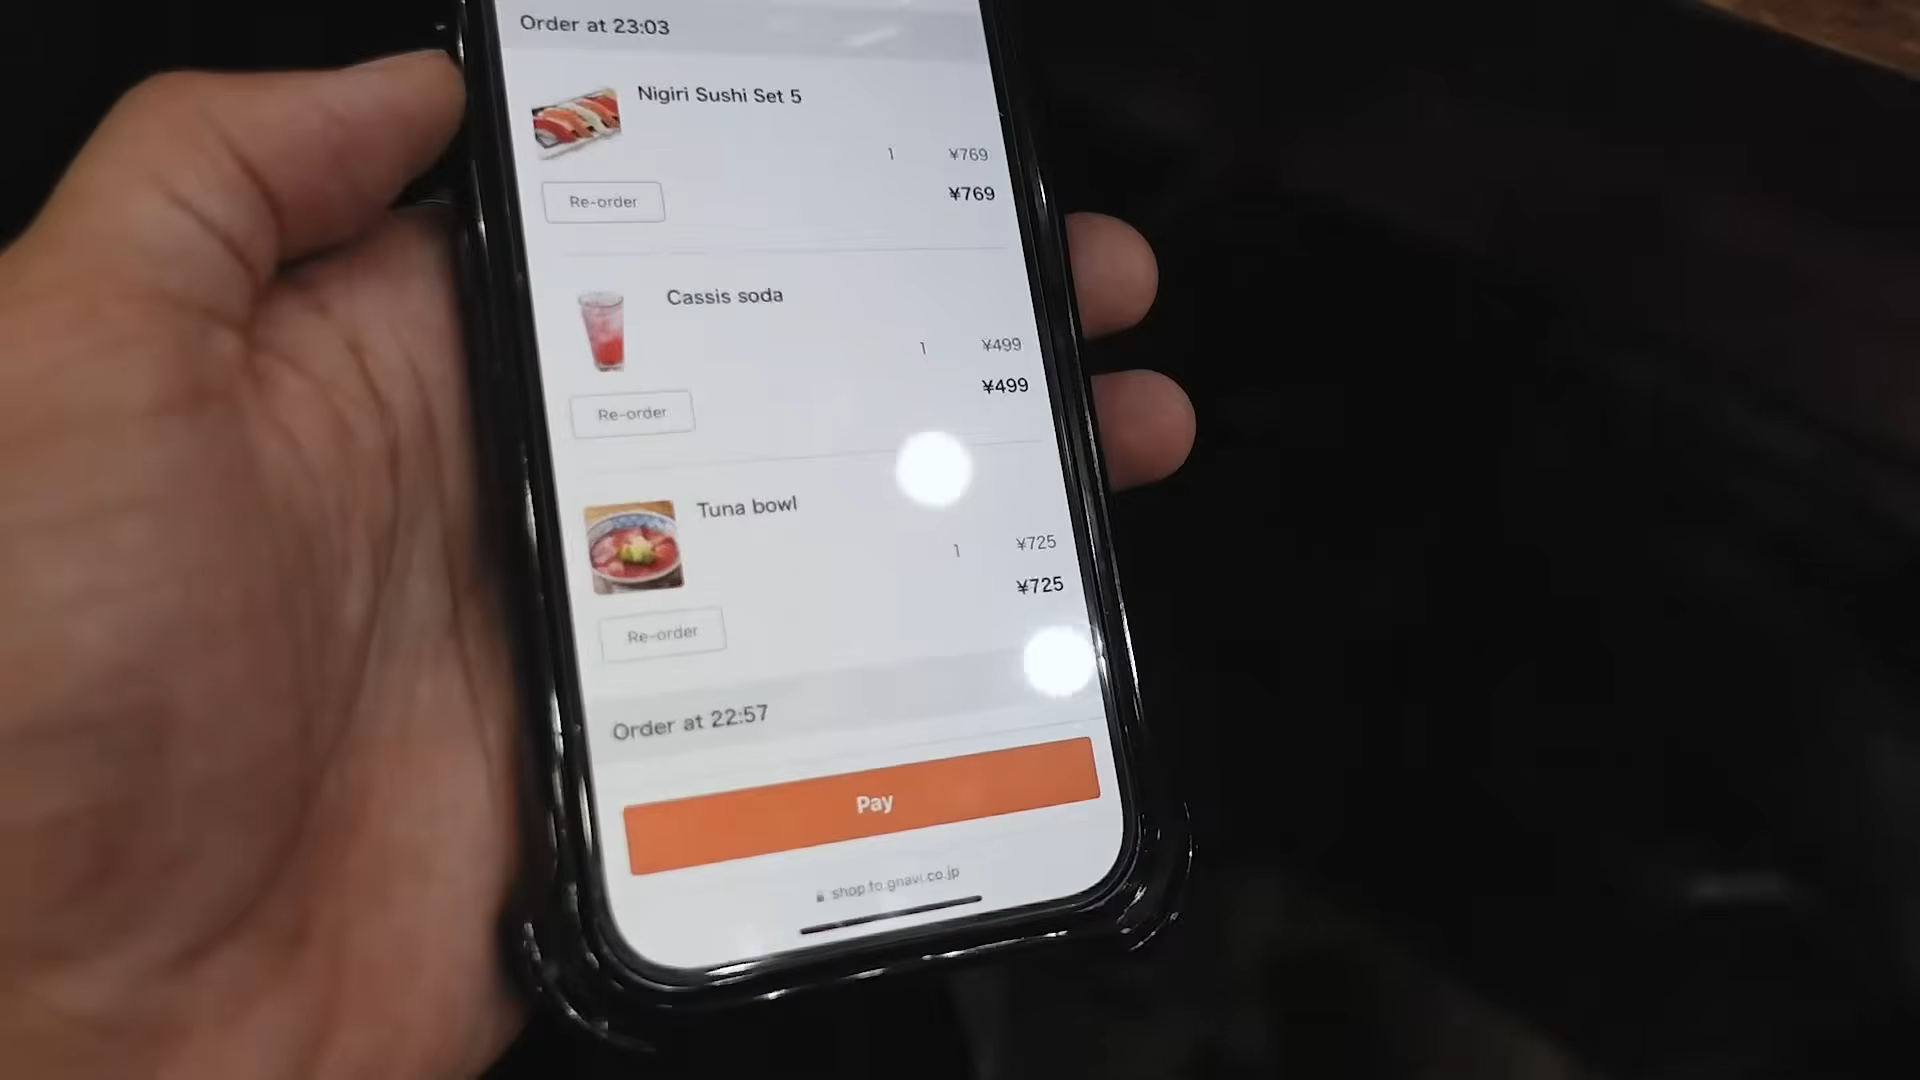 Order at 23:03
Nigiri Sushi Set 5
1 ¥769
Re-order ¥769
Cassis soda
1 ¥499
¥499
Re-order
Tuna bowl
1 ¥725
¥725
Re-order
Order at 22:57
Pay
shop.to.gnavi.co.jp